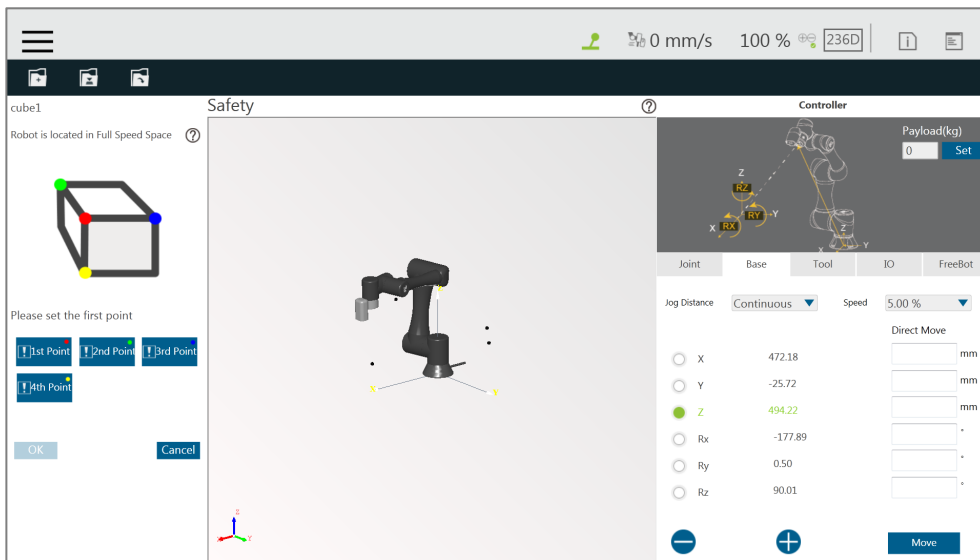 0 mm/s 100 % 236D
cube1
Safety
Controller
Robot is located in Full Speed Space
Payload(kg)
0 Set
Z
RZ
RY Y
X RX
Z
X Y
Joint Base Tool IO FreeBot
Jog Distance Continuous Speed 5.00 %
Direct Move
Please set the first point
1st Point 2nd Point 3rd Point
4th Point
X 472.18 mm
Y -25.72 mm
Z 494.22 mm
Rx -177.89 °
Ry 0.50 °
Rz 90.01 °
OK Cancel
Z
X Y
Move